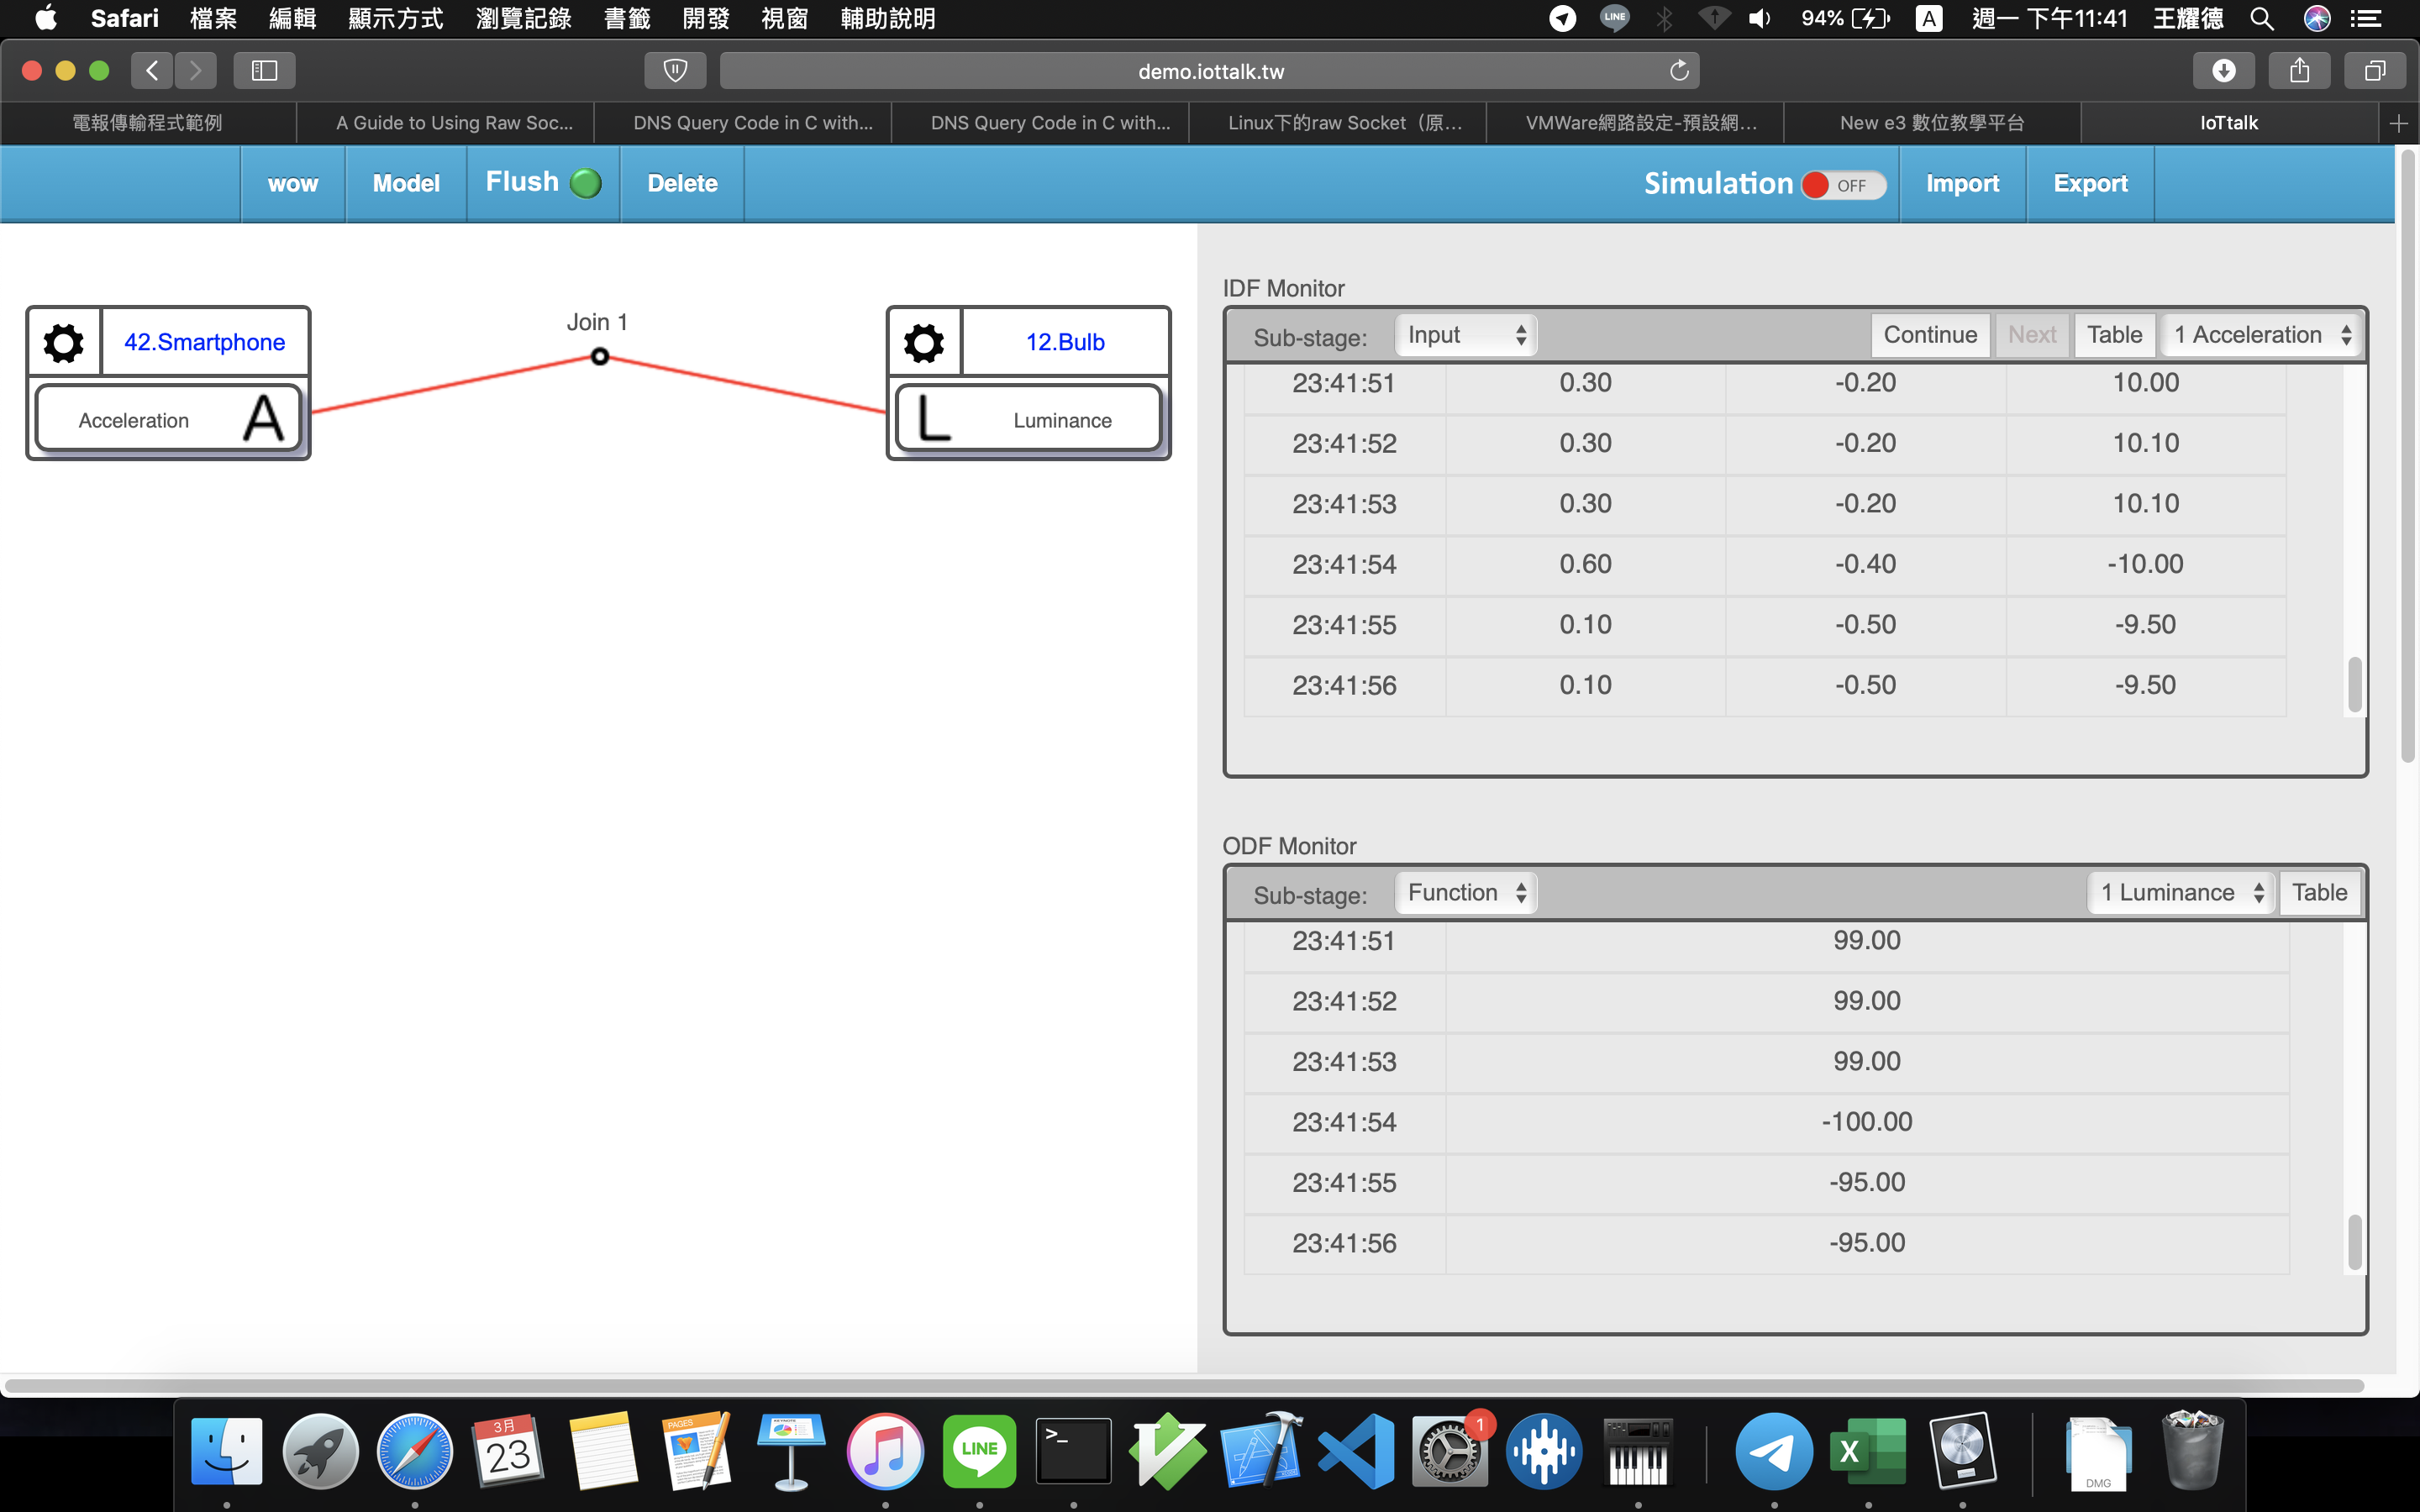 Safari 檔案 編輯 顯示方式 瀏覽記錄 書籤 開發 視窗 輔助說明 LINE 94% A 週一 下午11:41 王耀德
demo.iottalk.tw
電報傳輸程式範例 A Guide to Using Raw Soc... DNS Query Code in C with... DNS Query Code in C with... Linux下的raw Socket（原... VMWare網路設定-預設網... New e3 數位教學平台 IoTtalk
wow Model Flush Delete Simulation OFF Import Export
IDF Monitor
Sub-stage: Input Continue Next Table 1 Acceleration
23:41:51 0.30 -0.20 10.00
23:41:52 0.30 -0.20 10.10
23:41:53 0.30 -0.20 10.10
23:41:54 0.60 -0.40 -10.00
23:41:55 0.10 -0.50 -9.50
23:41:56 0.10 -0.50 -9.50
Join 1
42.Smartphone
Acceleration A
12.Bulb
L Luminance
ODF Monitor
Sub-stage: Function 1 Luminance Table
23:41:51 99.00
23:41:52 99.00
23:41:53 99.00
23:41:54 -100.00
23:41:55 -95.00
23:41:56 -95.00
3月
23
PAGES
LINE
>_
1
X
DMG